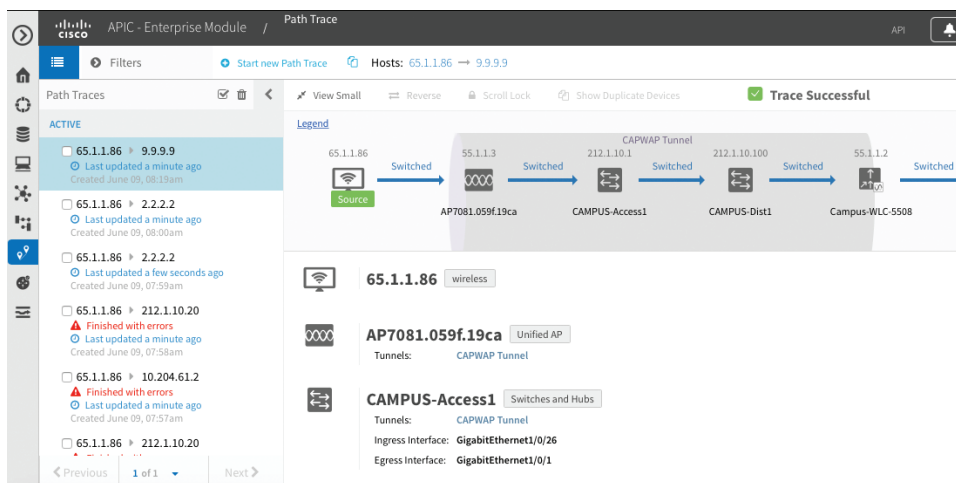 cisco APIC - Enterprise Module / Path Trace API
Filters Start new Path Trace Hosts: 65.1.1.86 → 9.9.9.9
Path Traces
View Small Reverse Scroll Lock Show Duplicate Devices Trace Successful
ACTIVE
65.1.1.86 9.9.9.9
Last updated a minute ago
Created June 09, 08:19am
65.1.1.86 2.2.2.2
Last updated a minute ago
Created June 09, 08:00am
65.1.1.86 2.2.2.2
Last updated a few seconds ago
Created June 09, 07:59am
65.1.1.86 212.1.10.20
Finished with errors
Last updated a minute ago
Created June 09, 07:58am
65.1.1.86 10.204.61.2
Finished with errors
Last updated a minute ago
Created June 09, 07:57am
65.1.1.86 212.1.10.20
Previous 1 of 1 Next
Legend
CAPWAP Tunnel
65.1.1.86 55.1.1.3 212.1.10.1 212.1.10.100 55.1.1.2
Switched Switched Switched Switched Switched
Source
AP7081.059f.19ca CAMPUS-Access1 CAMPUS-Dist1 Campus-WLC-5508
65.1.1.86 wireless
AP7081.059f.19ca Unified AP
Tunnels: CAPWAP Tunnel
CAMPUS-Access1 Switches and Hubs
Tunnels: CAPWAP Tunnel
Ingress Interface: GigabitEthernet1/0/26
Egress Interface: GigabitEthernet1/0/1